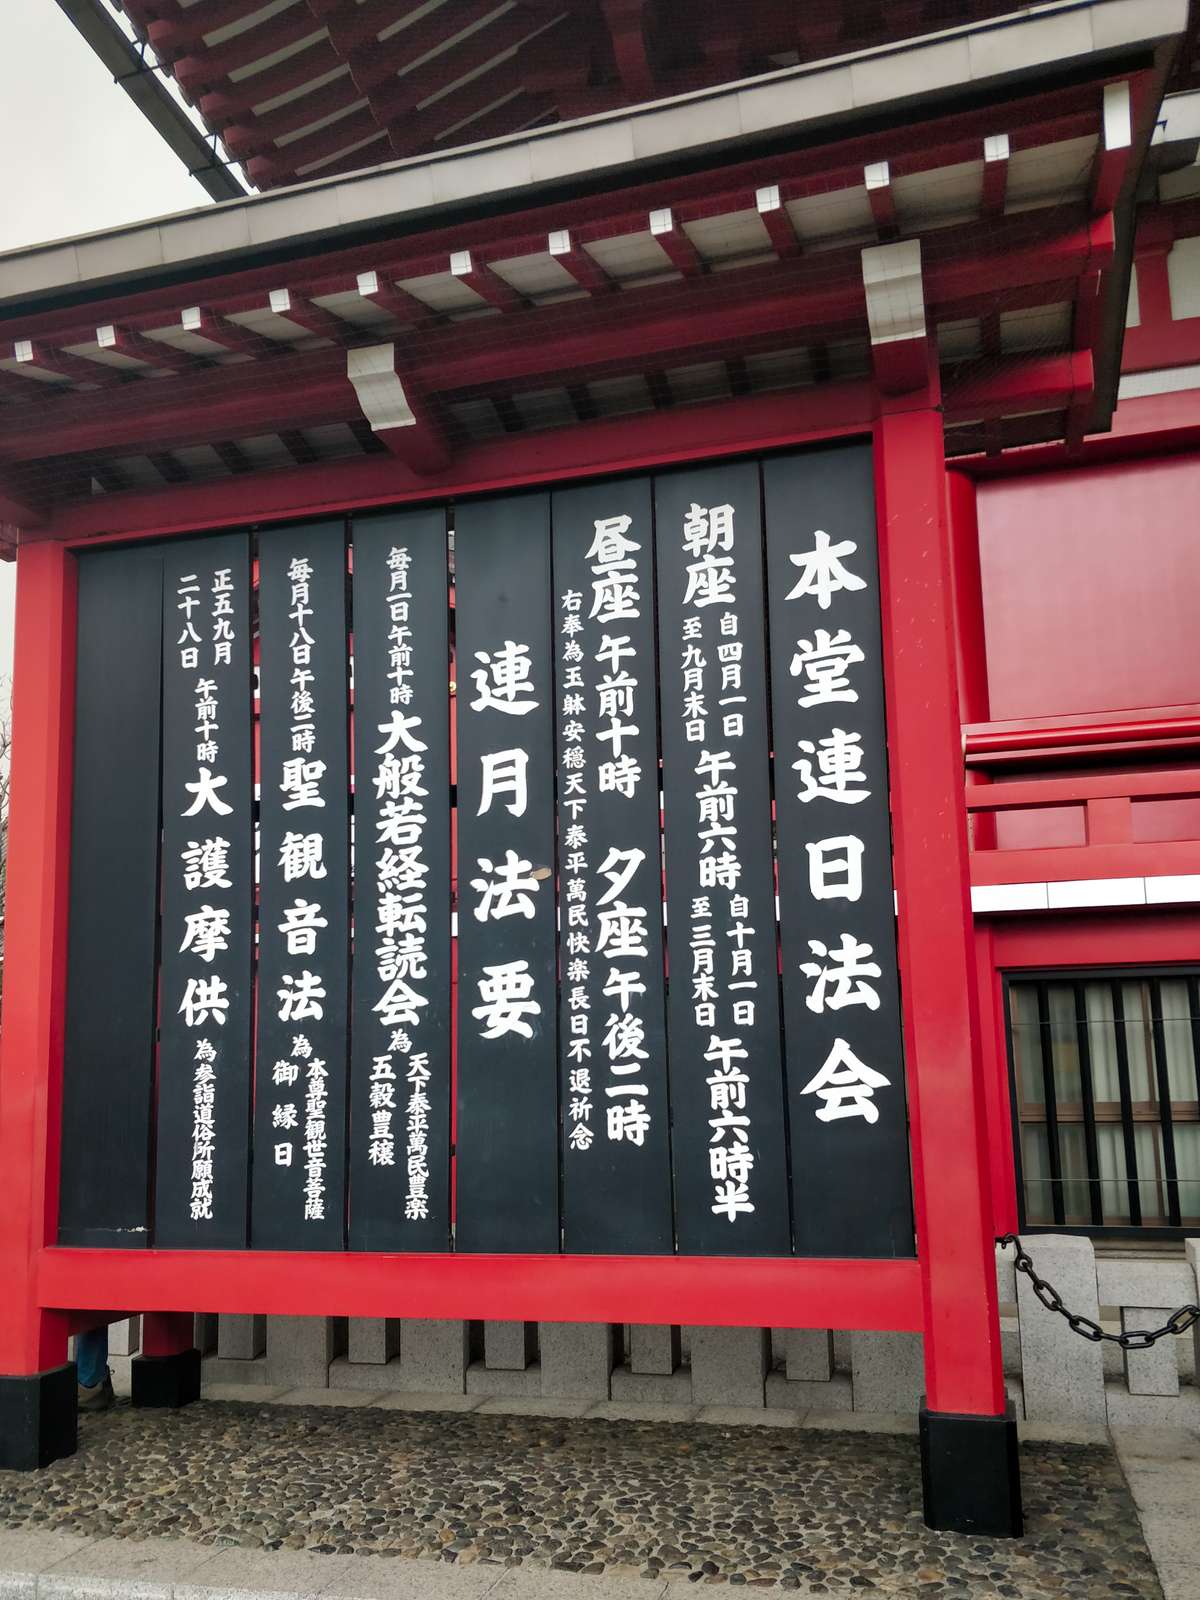 本堂連日法会
朝座 自四月一日 至九月末日 午前六時 自十月一日 至三月末日 午前六時半
昼座午前十時 夕座午後二時
右奉為玉躰安穏天下泰平萬民快楽長日不退祈念
連月法要
毎月一日午前十時 大般若経転読会 為 天下泰平萬民豊楽 五穀豊穣
毎月十八日午後二時 聖観音法 為 本尊聖観世音菩薩 御縁日
正五九月 二十八日 午前十時 大護摩供 為参詣道俗所願成就